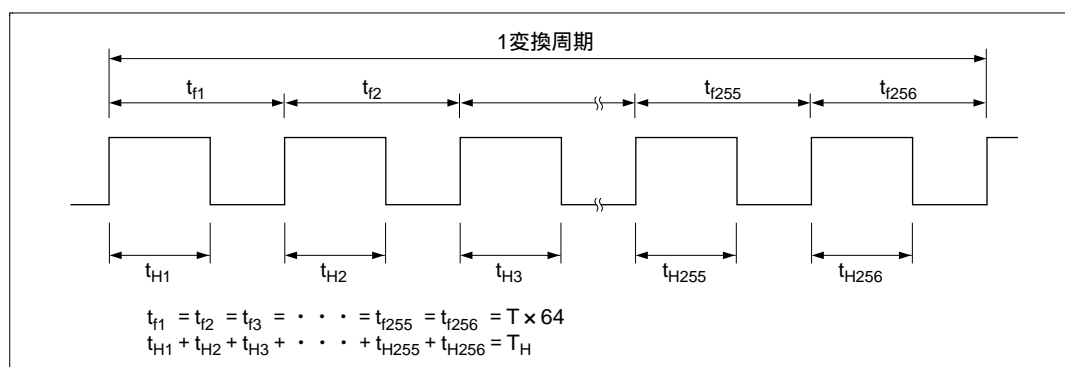 1変換周期
tf1 tf2 tf255 tf256
tH1 tH2 tH3 tH255 tH256
tf1 = tf2 = tf3 = ・・・ = tf255 = tf256 = T × 64
tH1 + tH2 + tH3 + ・・・ + tH255 + tH256 = TH